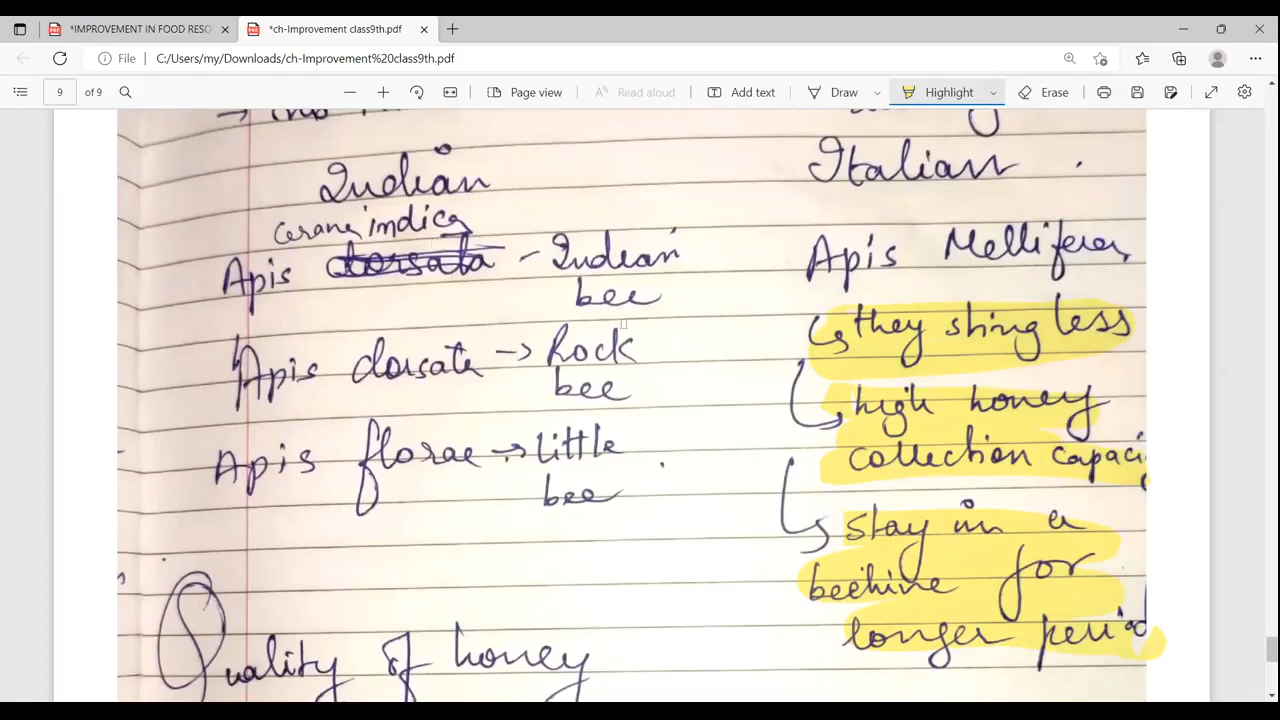 *IMPROVEMENT IN FOOD RESO
*ch-Improvement class9th.pdf
File
C:/Users/my/Downloads/ch-Improvement%20class9th.pdf
9 of 9
Page view
Read aloud
Add text
Draw
Highlight
Erase
Indian
Italian
cerana indica
Apis dorsata - Indian
bee
Apis dorsata → Rock
bee
Apis florae → little
bee
Apis Mellifera,
they sting less
high honey
collection capaci
stay in a
beehive for
longer period
Quality of honey